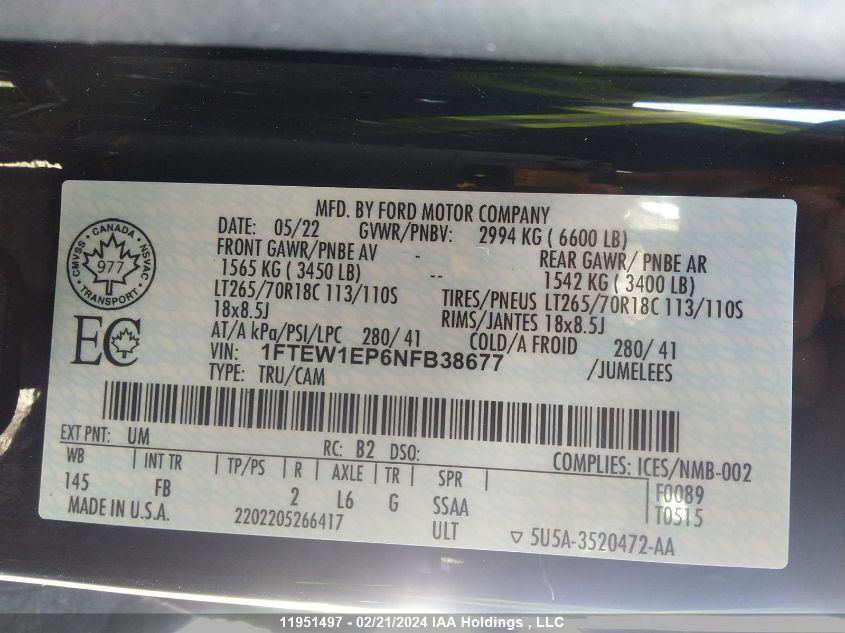 MFD. BY FORD MOTOR COMPANY
DATE: 05/22 GVWR/PNBV: 2994 KG ( 6600 LB)
FRONT GAWR/PNBE AV - REAR GAWR/ PNBE AR
1565 KG ( 3450 LB) -- 1542 KG ( 3400 LB)
LT265/70R18C 113/110S TIRES/PNEUS LT265/70R18C 113/110S
18x8.5J RIMS/JANTES 18x8.5J
AT/A kPa/PSI/LPC 280/ 41 COLD/A FROID 280/ 41
VIN: 1FTEW1EP6NFB38677 /JUMELEES
TYPE: TRU/CAM
CMVSS · CANADA · NSVAC
977
· TRANSPORT ·
EC
EXT PNT: UM RC: B2 DSO:
COMPLIES: ICES/NMB-002
WB INT TR TP/PS R AXLE TR SPR
145 FB 2 L6 G SSAA
F0089
T0515
MADE IN U.S.A. 2202205266417 ULT ▽ 5U5A-3520472-AA
11951497 - 02/21/2024 IAA Holdings , LLC